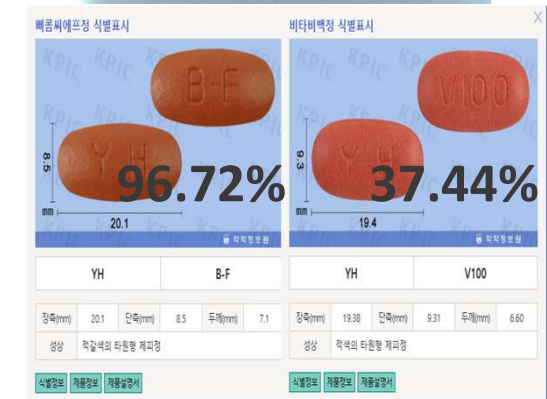 삐콤씨에프정 식별표시
B-F
YH
8.5
mm
20.1
96.72%
약학정보원
YH B-F
장축(mm) 20.1 단축(mm) 8.5 두께(mm) 7.1
성상 적갈색의 타원형 제피정
식별정보 제품정보 제품설명서
비타비백정 식별표시
X
V100
YH
9.3
mm
19.4
37.44%
약학정보원
YH V100
장축(mm) 19.38 단축(mm) 9.31 두께(mm) 6.60
성상 적색의 타원형 제피정
식별정보 제품정보 제품설명서
KPIC